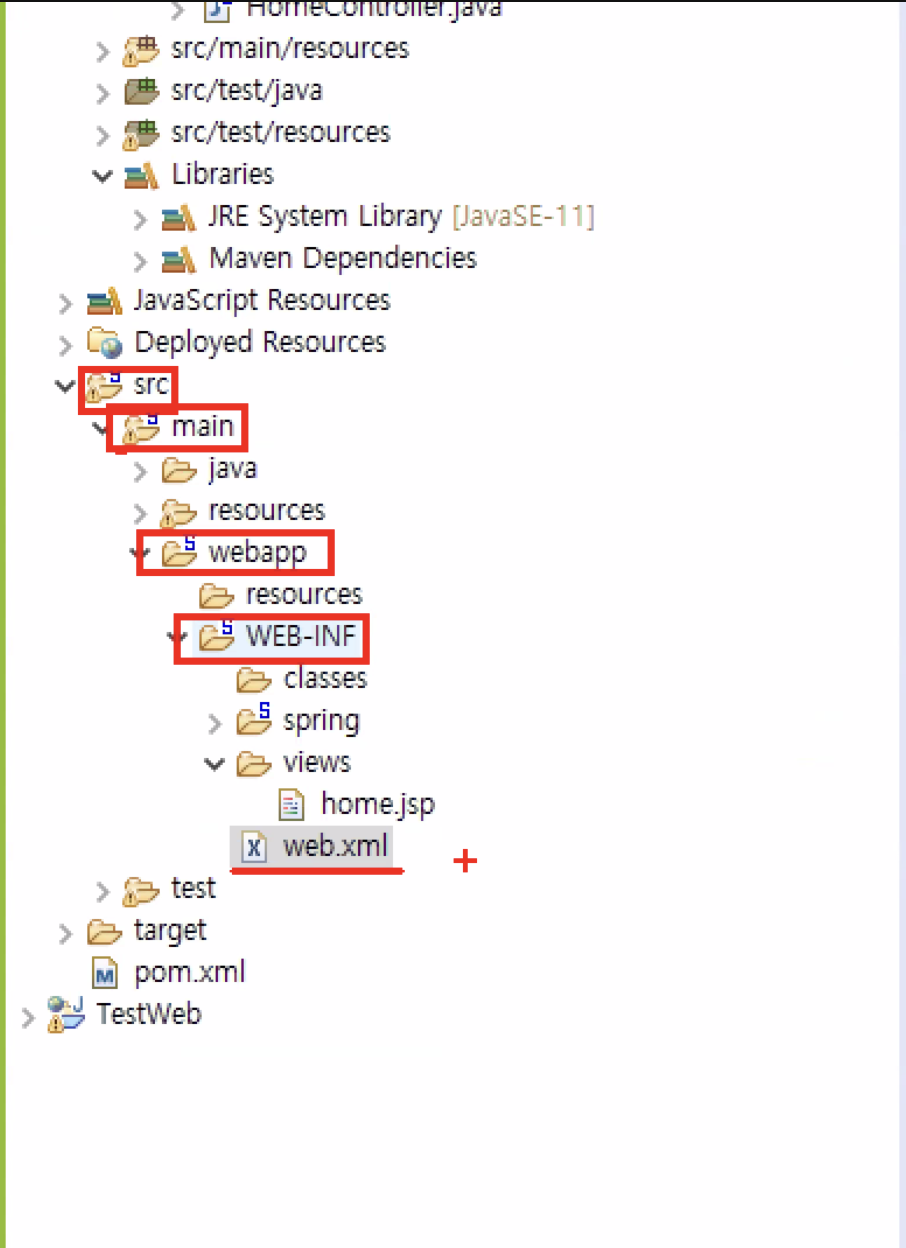 HomeController.java
src/main/resources
src/test/java
src/test/resources
Libraries
JRE System Library [JavaSE-11]
Maven Dependencies
JavaScript Resources
Deployed Resources
src
main
java
resources
webapp
resources
WEB-INF
classes
spring
views
home.jsp
web.xml
test
target
pom.xml
TestWeb